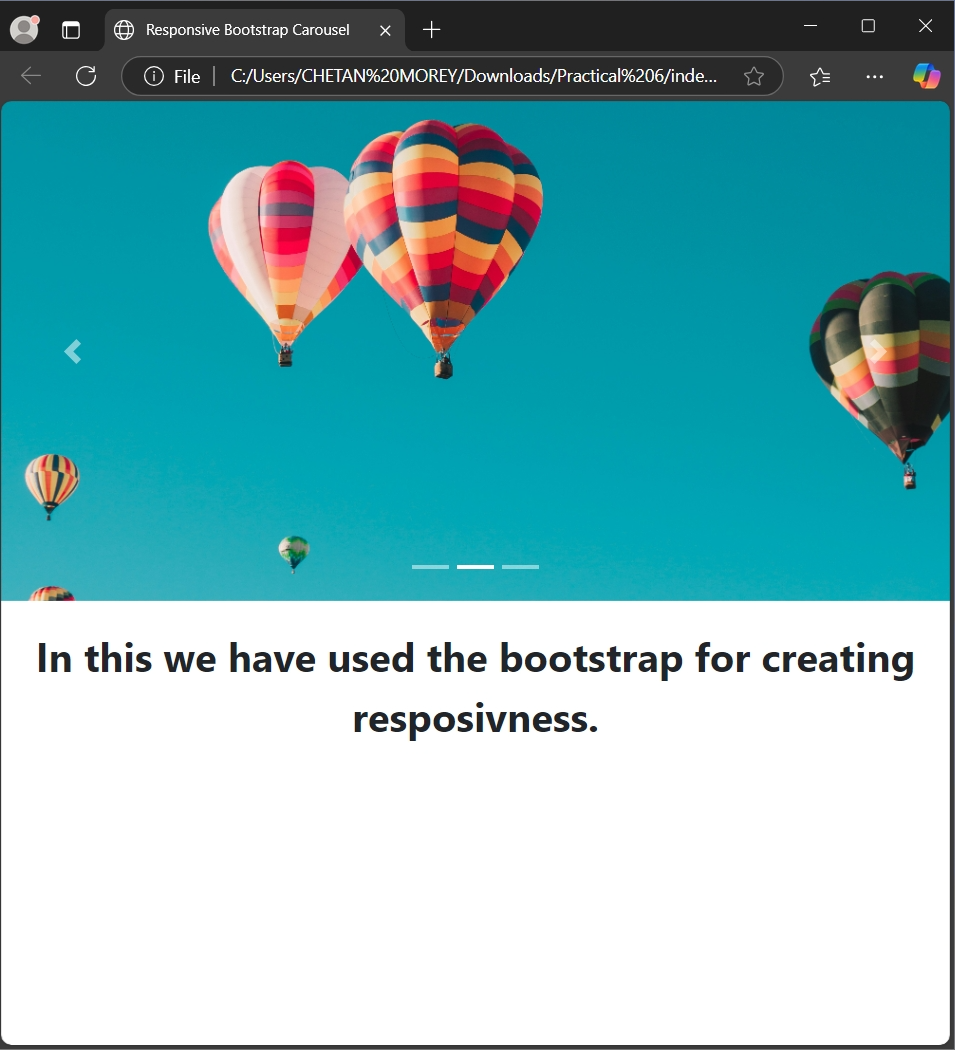 Responsive Bootstrap Carousel
File
C:/Users/CHETAN%20MOREY/Downloads/Practical%206/inde...
In this we have used the bootstrap for creating
resposivness.